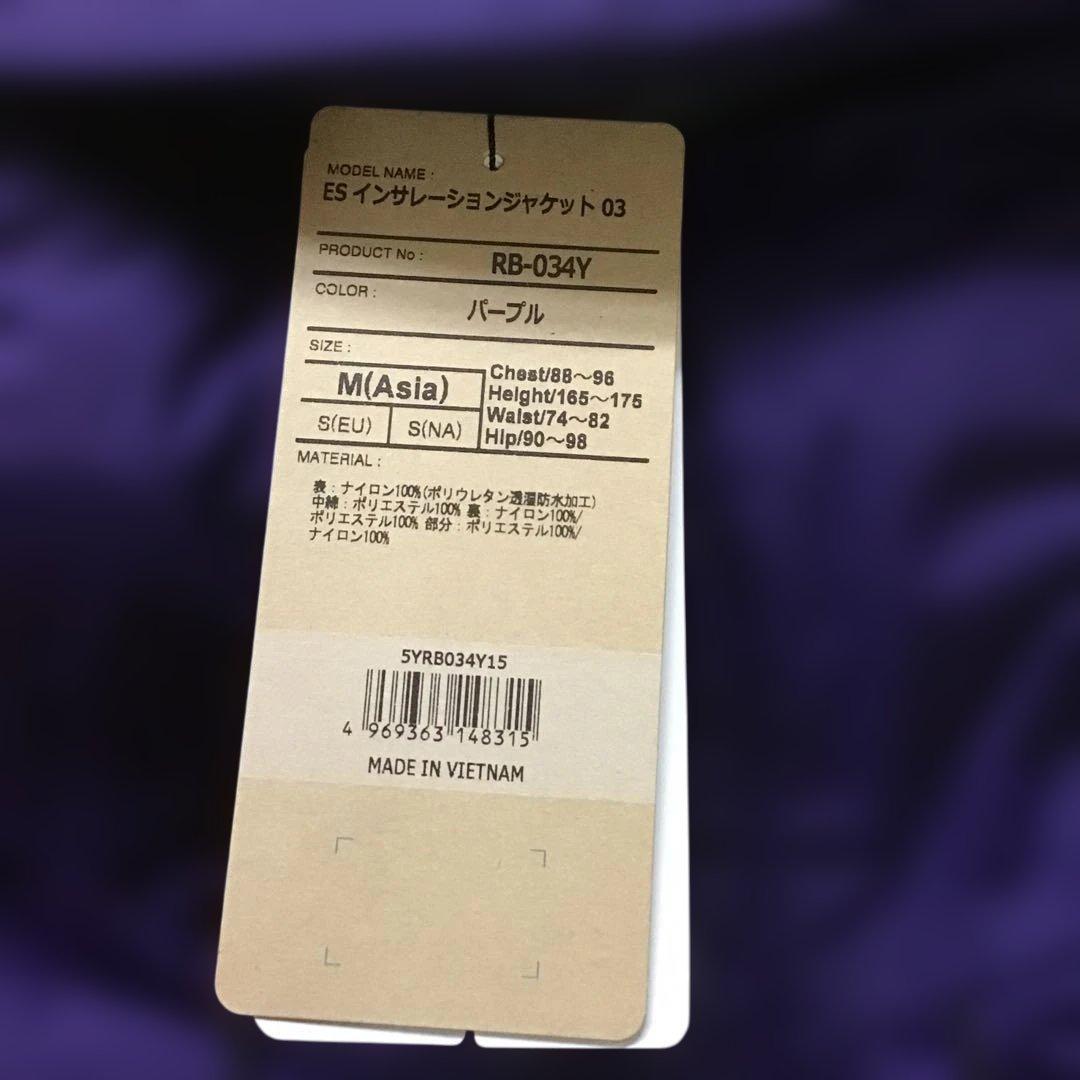 MODEL NAME :
ES インサレーションジャケット 03
PRODUCT No :
RB-034Y
COLOR :
パープル
SIZE :
M(Asia)
S(EU) S(NA)
Chest/88〜96
Height/165〜175
Waist/74〜82
Hip/90〜98
MATERIAL :
表：ナイロン100%(ポリウレタン透湿防水加工)
中綿：ポリエステル100% 裏：ナイロン100%/
ポリエステル100% 部分：ポリエステル100%/
ナイロン100%
5YRB034Y15
4 969363 148315
MADE IN VIETNAM